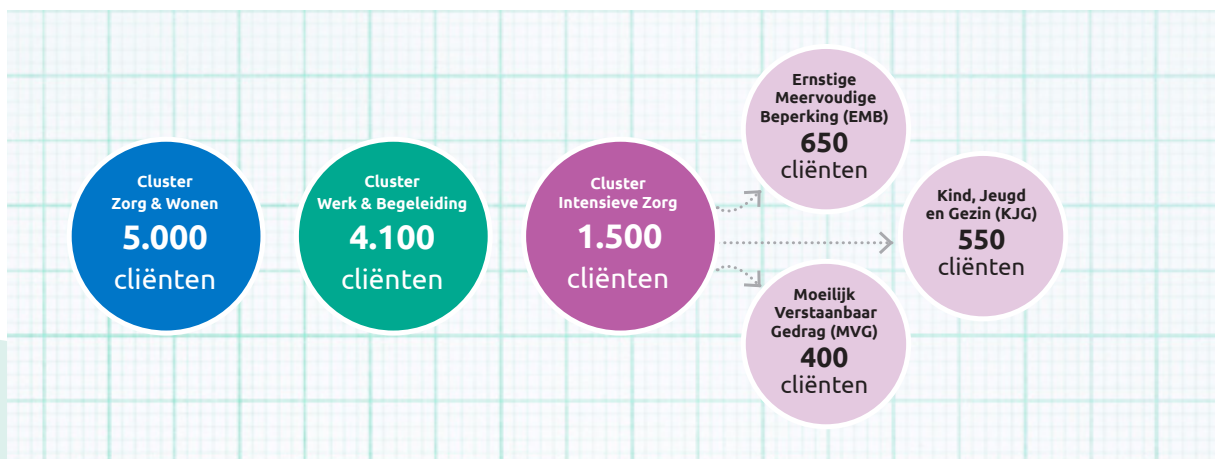 Cluster
Zorg & Wonen
5.000
cliënten
Cluster
Werk & Begeleiding
4.100
cliënten
Cluster
Intensieve Zorg
1.500
cliënten
Ernstige
Meervoudige
Beperking (EMB)
650
cliënten
Kind, Jeugd
en Gezin (KJG)
550
cliënten
Moeilijk
Verstaanbaar
Gedrag (MVG)
400
cliënten